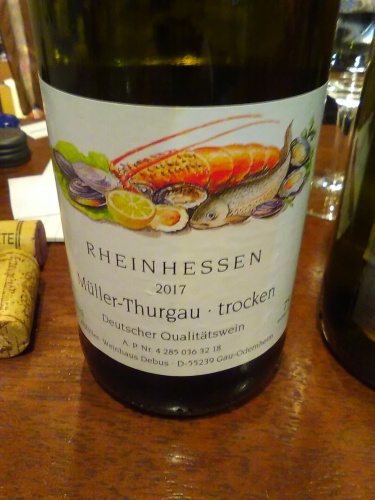 RHEINHESSEN
2017
Müller-Thurgau · trocken
Deutscher Qualitätswein
A. P. Nr. 4 285 036 32 18
Weinhaus Debus · D-55239 Gau-Odernheim